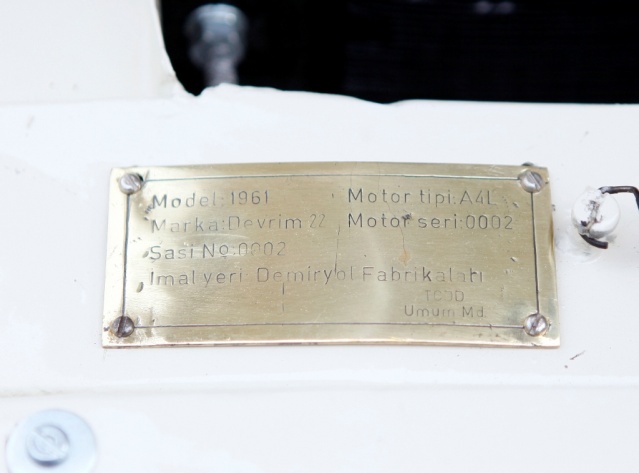 Model:1961 Motor tipi:A4L
Marka:Devrim 22 Motor seri:0002
Şasi No:0002
Imal yeri: Demiryol Fabrikaları
TCDD
Umum Md.